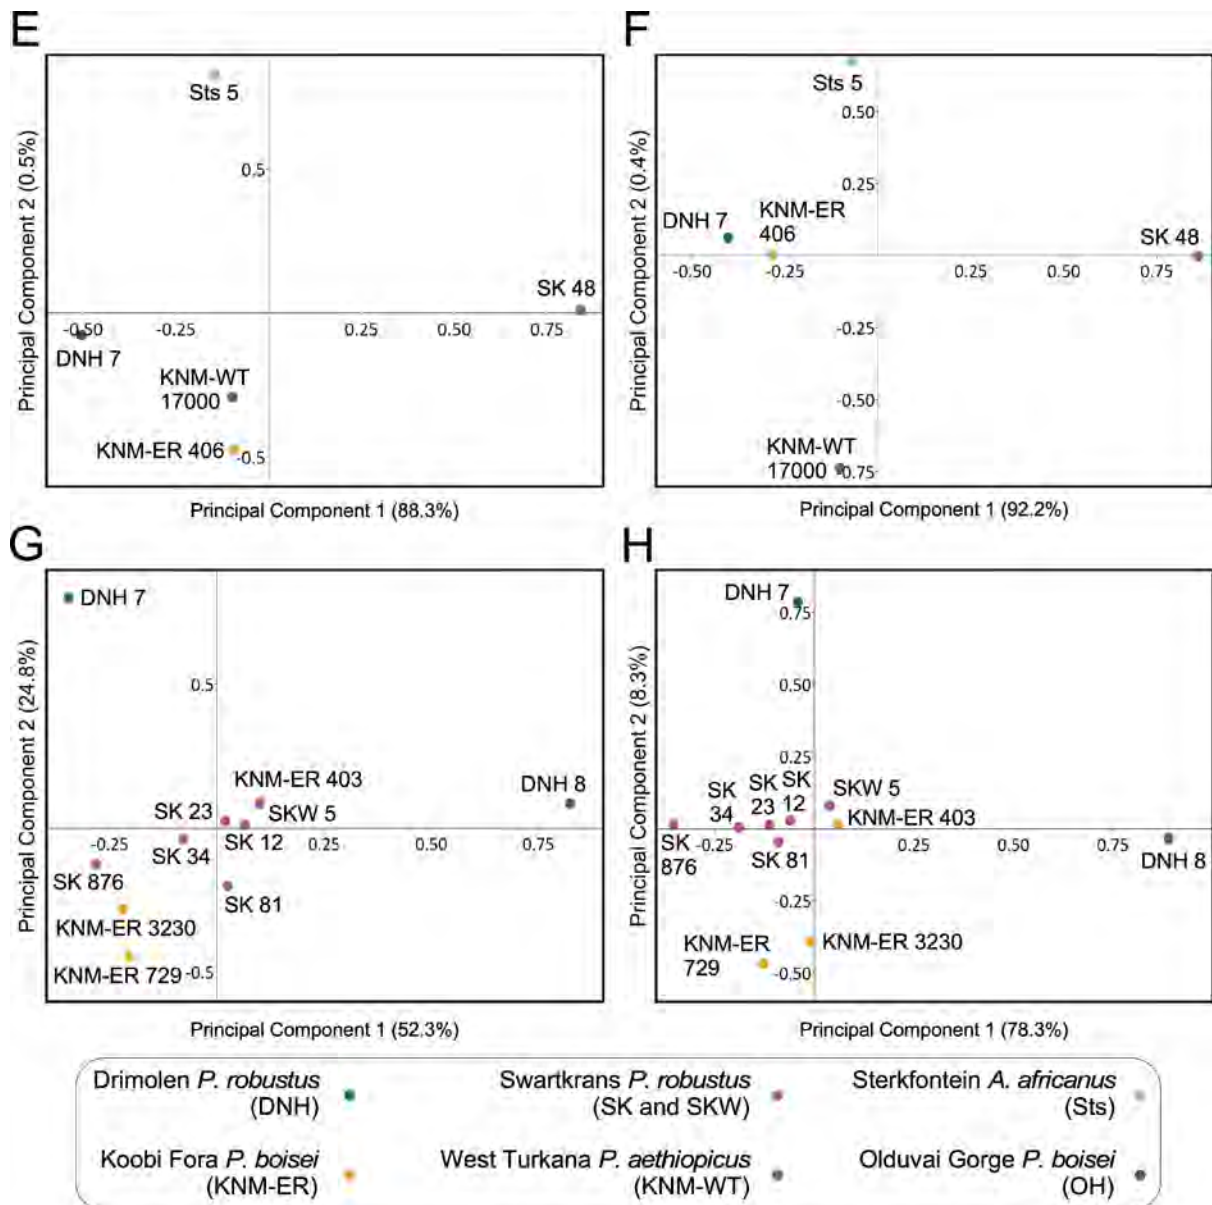 E
Principal Component 2 (0.5%)
Sts 5
0.5
SK 48
-0.50
-0.25
0.25
0.50
0.75
DNH 7
KNM-WT
17000
KNM-ER 406
-0.5
Principal Component 1 (88.3%)
F
Principal Component 2 (0.4%)
Sts 5
0.50
0.25
DNH 7
KNM-ER
406
SK 48
-0.50
-0.25
0.25
0.50
0.75
-0.25
-0.50
KNM-WT
17000
-0.75
Principal Component 1 (92.2%)
G
Principal Component 2 (24.8%)
DNH 7
0.5
KNM-ER 403
DNH 8
SK 23
SKW 5
-0.25
0.25
0.50
0.75
SK 34
SK 12
SK 876
SK 81
KNM-ER 3230
KNM-ER 729
-0.5
Principal Component 1 (52.3%)
H
Principal Component 2 (8.3%)
DNH 7
0.75
0.50
0.25
SK
34
SK
23
SK
12
SKW 5
KNM-ER 403
SK
876
-0.25
0.25
0.50
0.75
SK 81
DNH 8
-0.25
KNM-ER
729
KNM-ER 3230
-0.50
Principal Component 1 (78.3%)
Drimolen P. robustus
(DNH)
Swartkrans P. robustus
(SK and SKW)
Sterkfontein A. africanus
(Sts)
Koobi Fora P. boisei
(KNM-ER)
West Turkana P. aethiopicus
(KNM-WT)
Olduvai Gorge P. boisei
(OH)